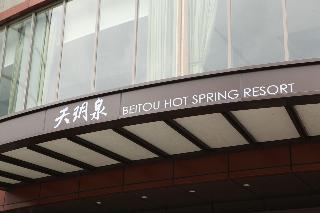 天玥泉 BEITOU HOT SPRING RESORT